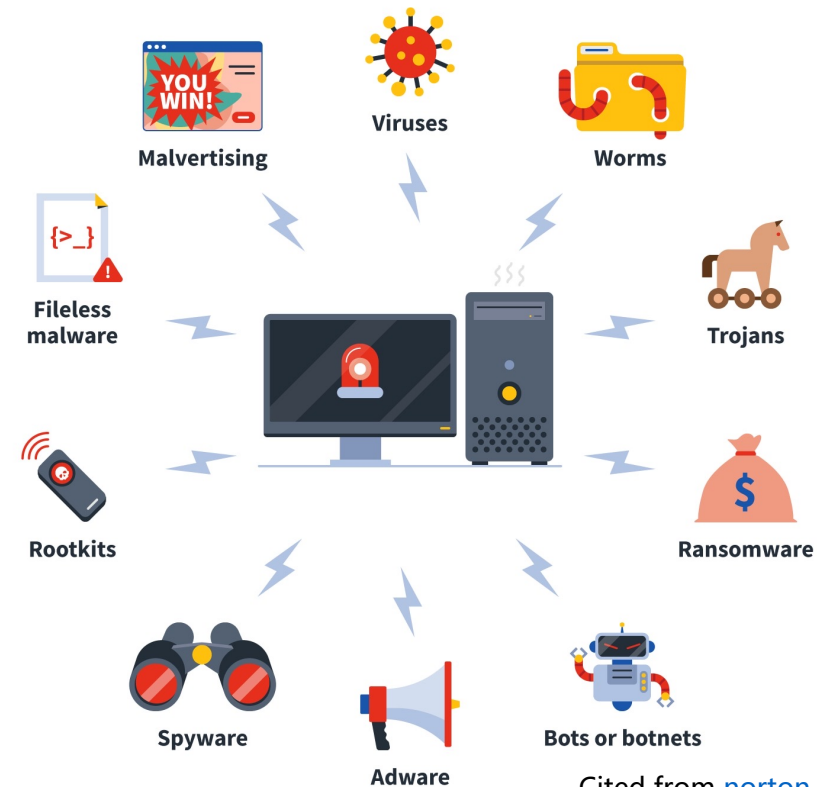 YOU
WIN!
Malvertising
Viruses
Worms
{>_}
!
Fileless
malware
Trojans
Rootkits
$
Ransomware
Spyware
Adware
Bots or botnets
Cited from norton